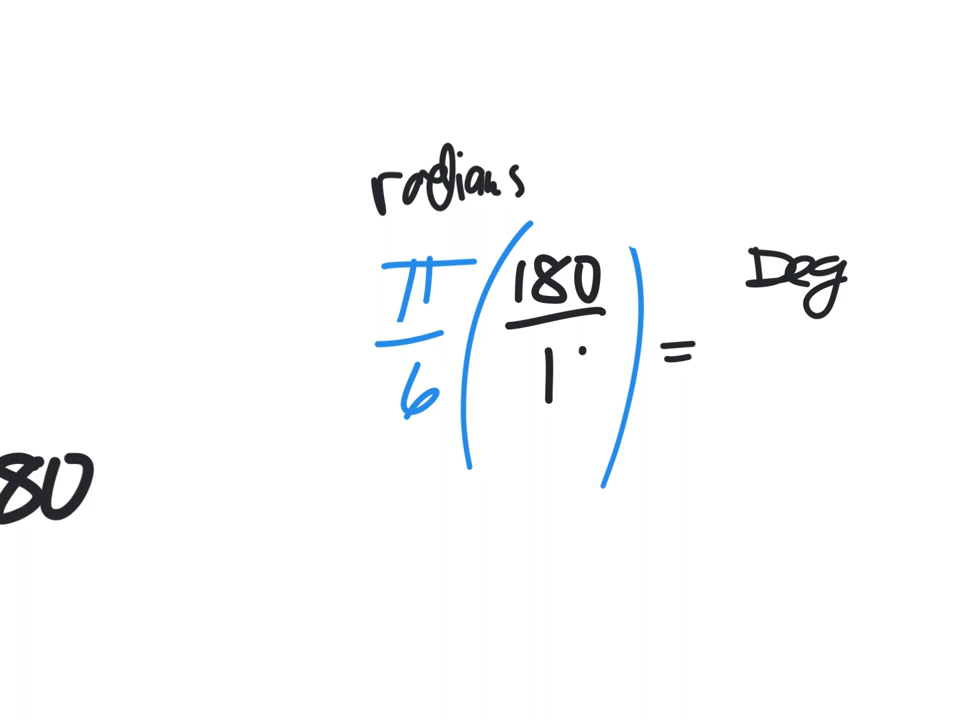 radians
π/6 (180/1) = Deg
80